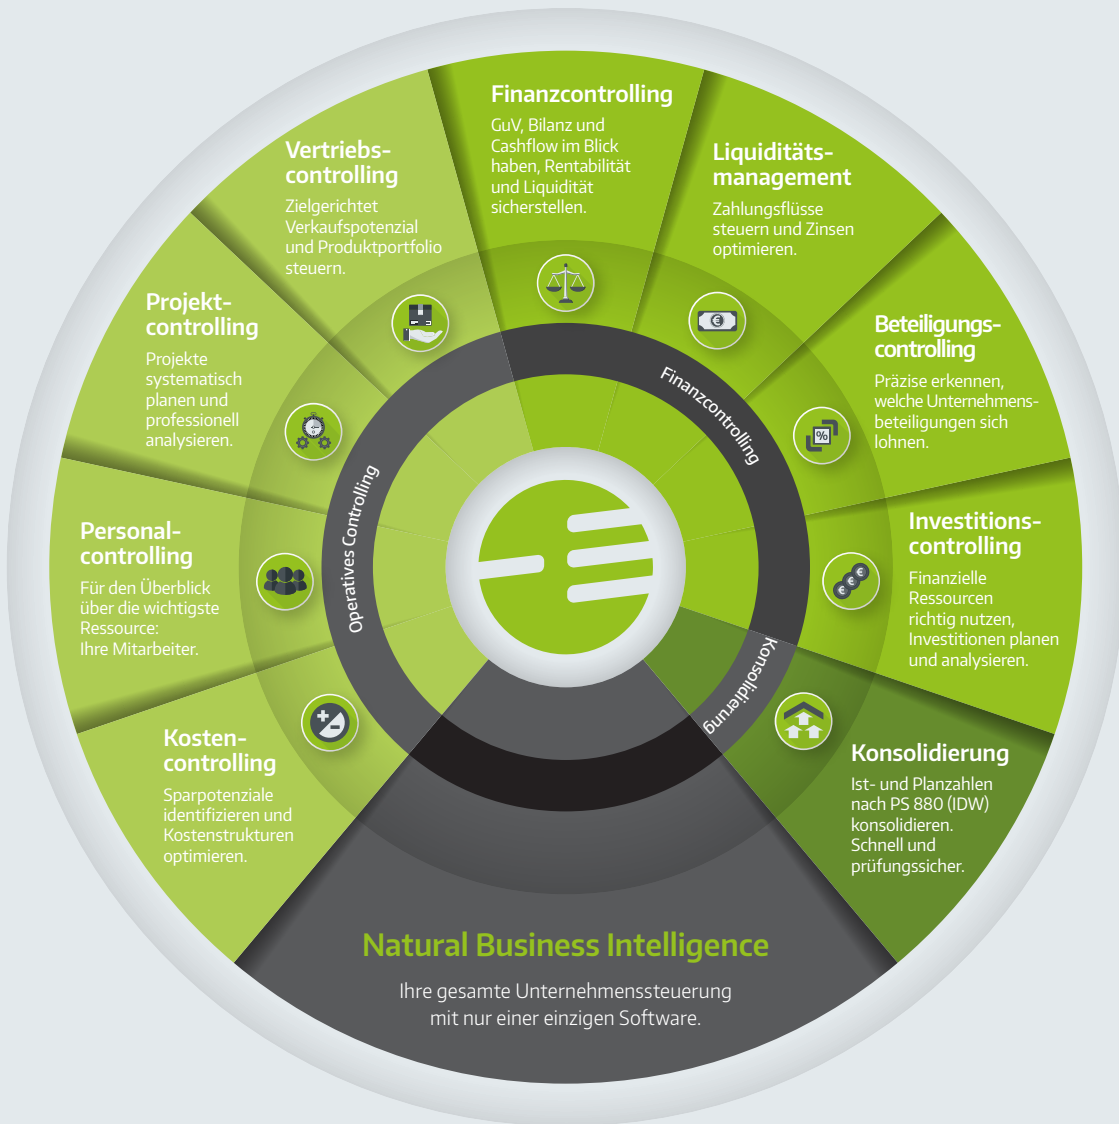 Finanzcontrolling
GuV, Bilanz und
Cashflow im Blick
haben, Rentabilität
und Liquidität
sicherstellen.
Liquiditäts-
management
Zahlungsflüsse
steuern und Zinsen
optimieren.
Beteiligungs-
controlling
Präzise erkennen,
welche Unternehmens-
beteiligungen sich
lohnen.
Investitions-
controlling
Finanzielle
Ressourcen
richtig nutzen,
Investitionen planen
und analysieren.
Konsolidierung
Ist- und Planzahlen
nach PS 880 (IDW)
konsolidieren.
Schnell und
prüfungssicher.
Natural Business Intelligence
Ihre gesamte Unternehmenssteuerung
mit nur einer einzigen Software.
Kosten-
controlling
Sparpotenziale
identifizieren und
Kostenstrukturen
optimieren.
Personal-
controlling
Für den Überblick
über die wichtigste
Ressource:
Ihre Mitarbeiter.
Projekt-
controlling
Projekte
systematisch
planen und
professionell
analysieren.
Vertriebs-
controlling
Zielgerichtet
Verkaufspotenzial
und Produktportfolio
steuern.
Operatives Controlling
Finanzcontrolling
Konsolidierung
€
%
€
€
€
+
-